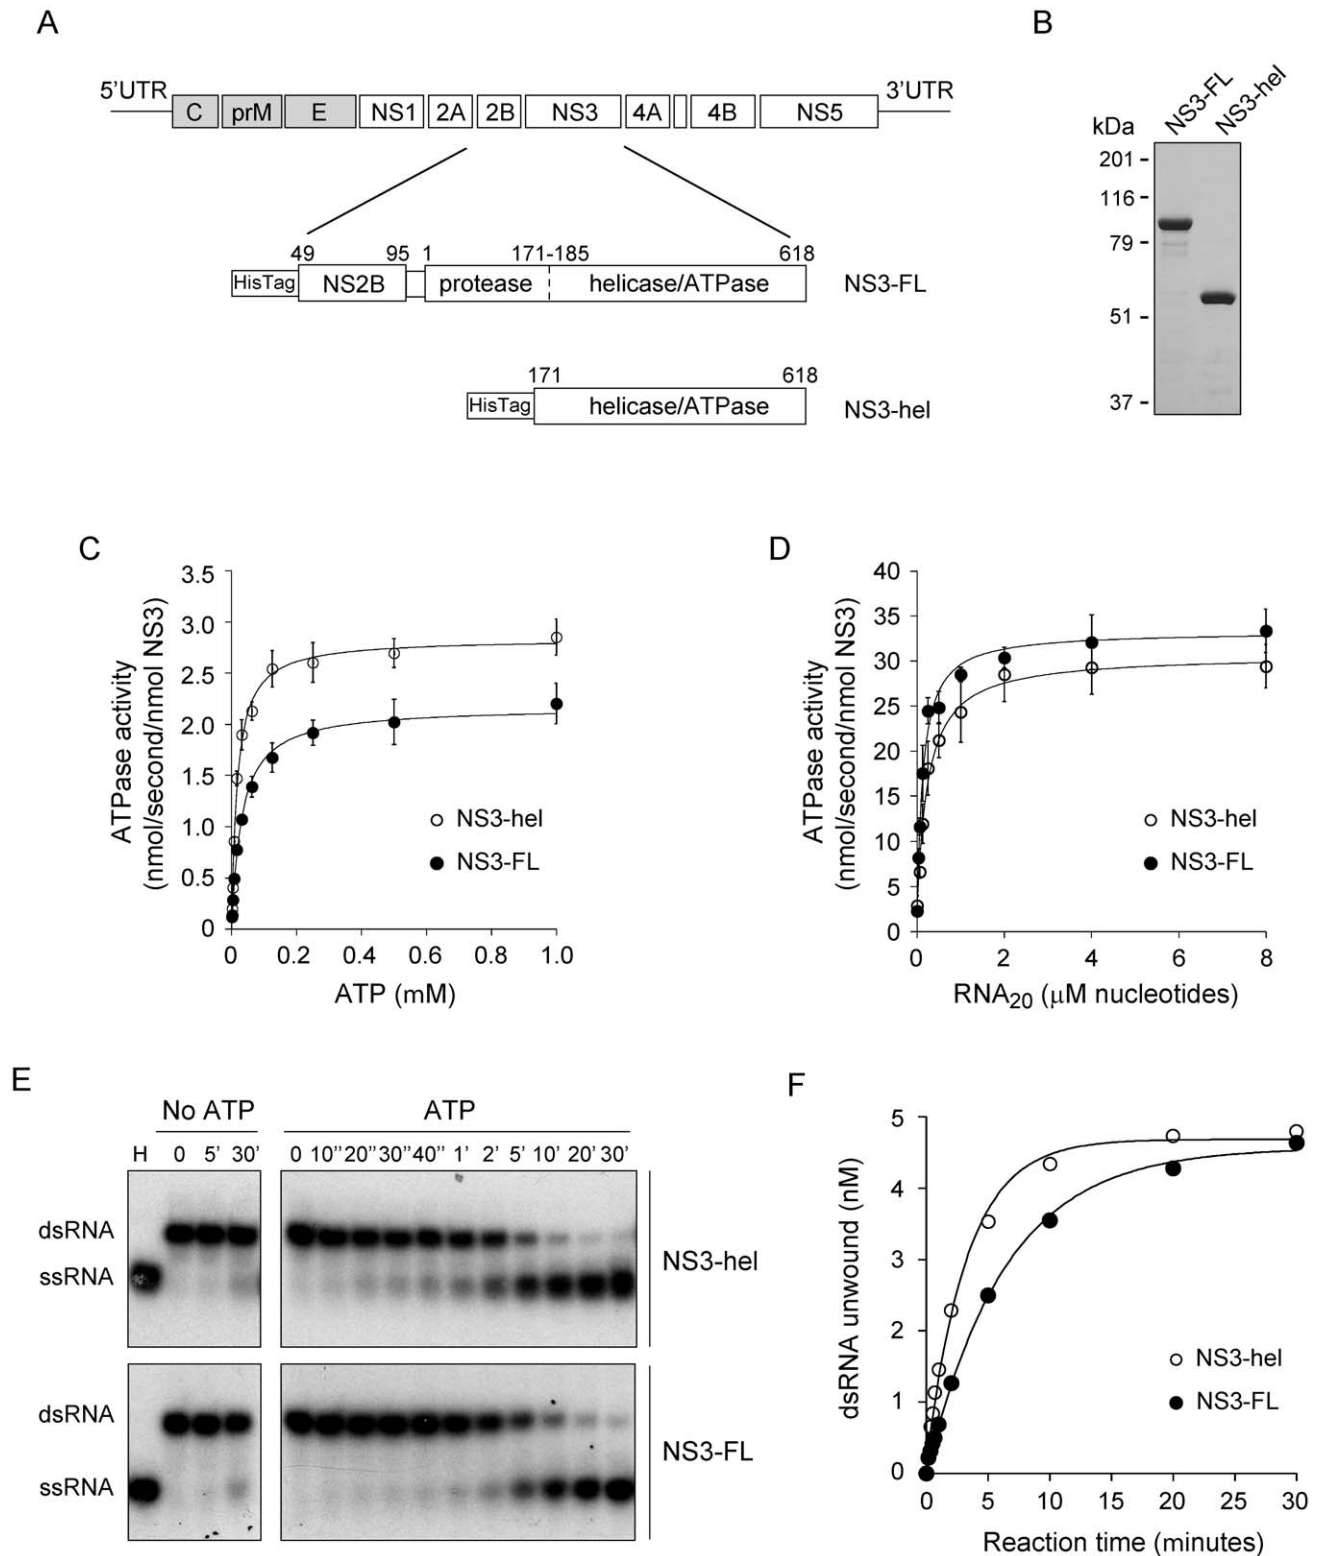 A
5'UTR C prM E NS1 2A 2B NS3 4A 4B NS5 3'UTR
49 95 1 171-185 618
HisTag NS2B protease helicase/ATPase NS3-FL
171 618
HisTag helicase/ATPase NS3-hel
B
NS3-FL NS3-hel
kDa
201
116
79
51
37
C
ATPase activity
(nmol/second/nmol NS3)
3.5
3.0
2.5
2.0
1.5
1.0
0.5
0
0 0.2 0.4 0.6 0.8 1.0
ATP (mM)
NS3-hel
NS3-FL
D
ATPase activity
(nmol/second/nmol NS3)
40
35
30
25
20
15
10
5
0
0 2 4 6 8
RNA20 (μM nucleotides)
NS3-hel
NS3-FL
E
No ATP ATP
H 0 5' 30' 0 10'' 20'' 30'' 40'' 1' 2' 5' 10' 20' 30'
dsRNA
ssRNA
NS3-hel
dsRNA
ssRNA
NS3-FL
F
dsRNA unwound (nM)
5
4
3
2
1
0
0 5 10 15 20 25 30
Reaction time (minutes)
NS3-hel
NS3-FL